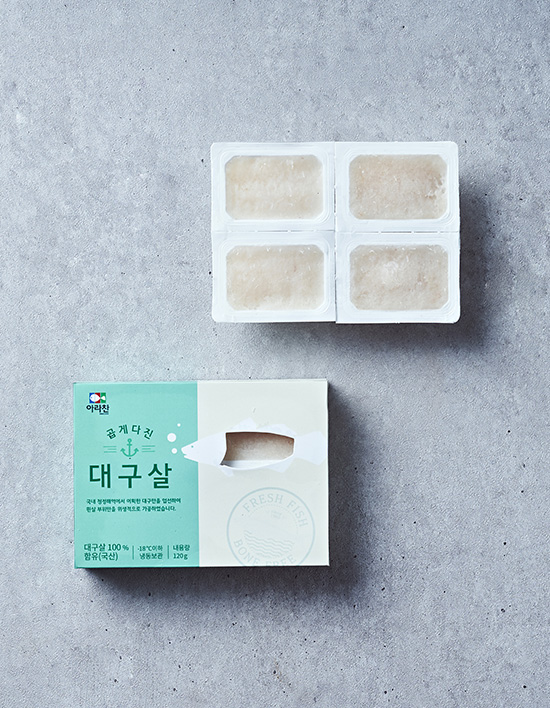 아라찬
곱게다진
대구살
국내 청정해역에서 어획한 대구만을 엄선하여
흰살 부위만을 위생적으로 가공하였습니다.
대구살 100%
함유(국산)
-18℃이하
냉동보관
내용량
120g
FRESH FISH